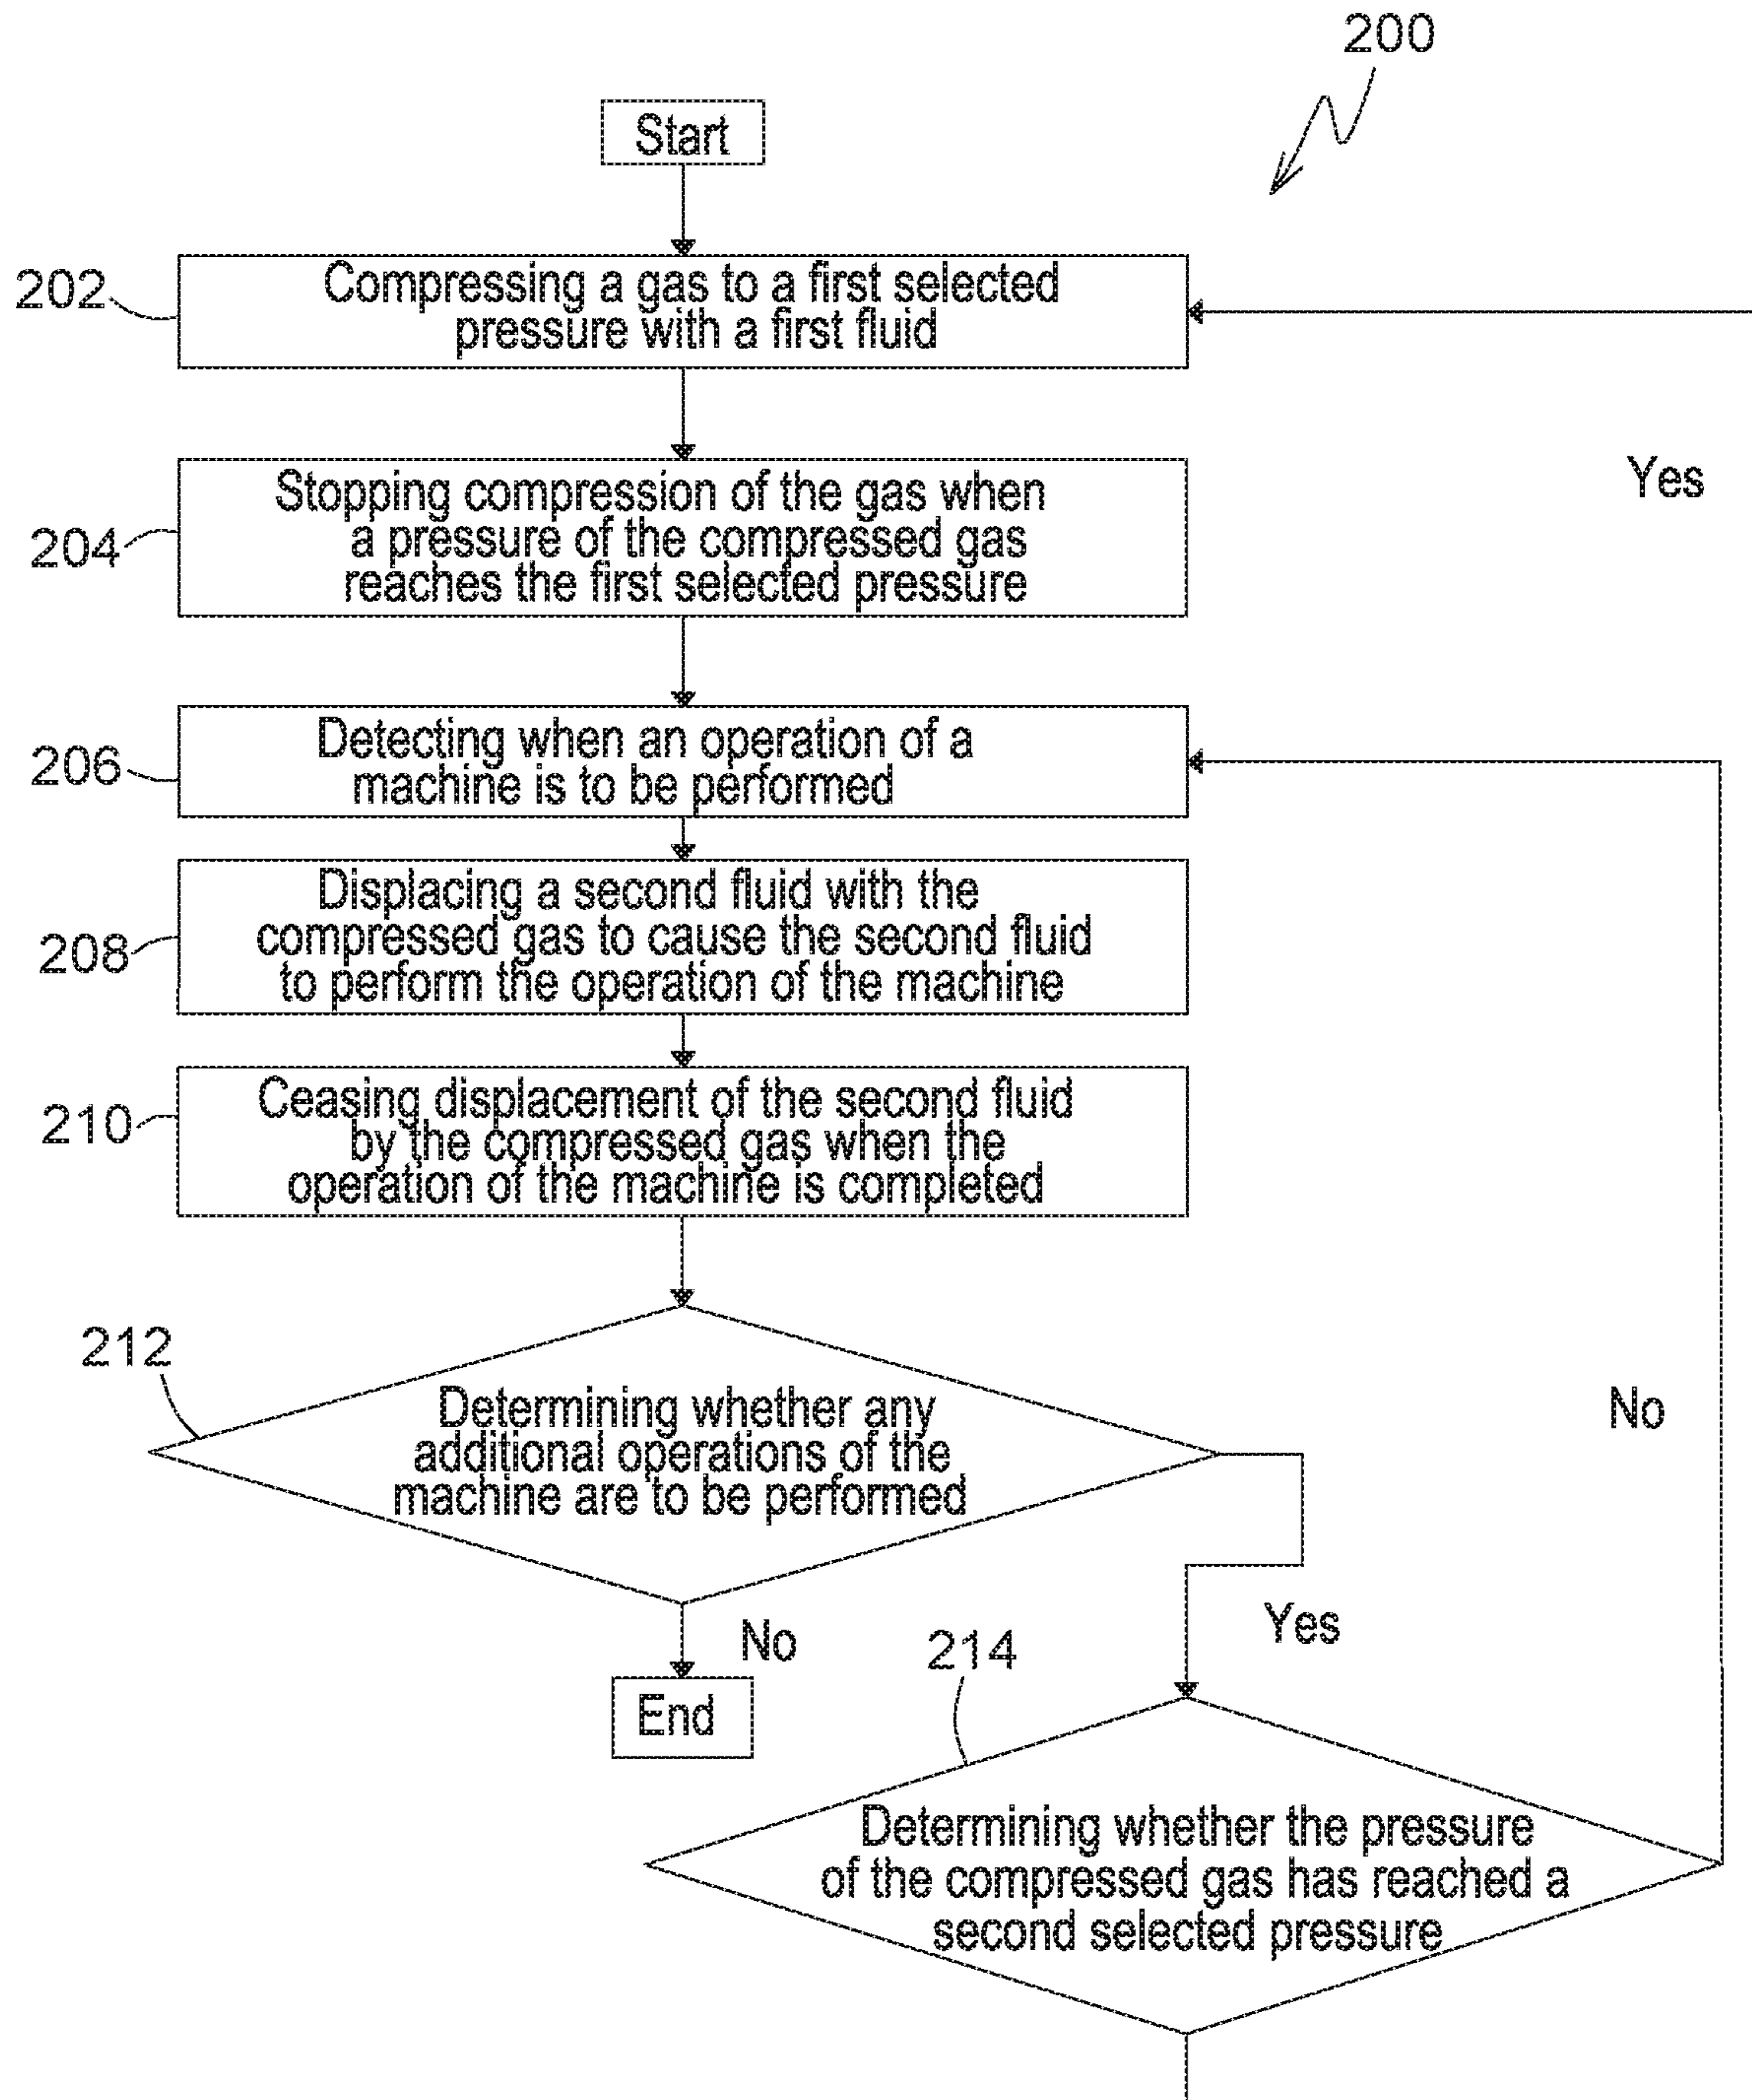 200
Start
202
Compressing a gas to a first selected
pressure with a first fluid
204
Stopping compression of the gas when
a pressure of the compressed gas
reaches the first selected pressure
Yes
206
Detecting when an operation of a
machine is to be performed
208
Displacing a second fluid with the
compressed gas to cause the second fluid
to perform the operation of the machine
210
Ceasing displacement of the second fluid
by the compressed gas when the
operation of the machine is completed
212
Determining whether any
additional operations of the
machine are to be performed
No
No
End
Yes
214
Determining whether the pressure
of the compressed gas has reached a
second selected pressure